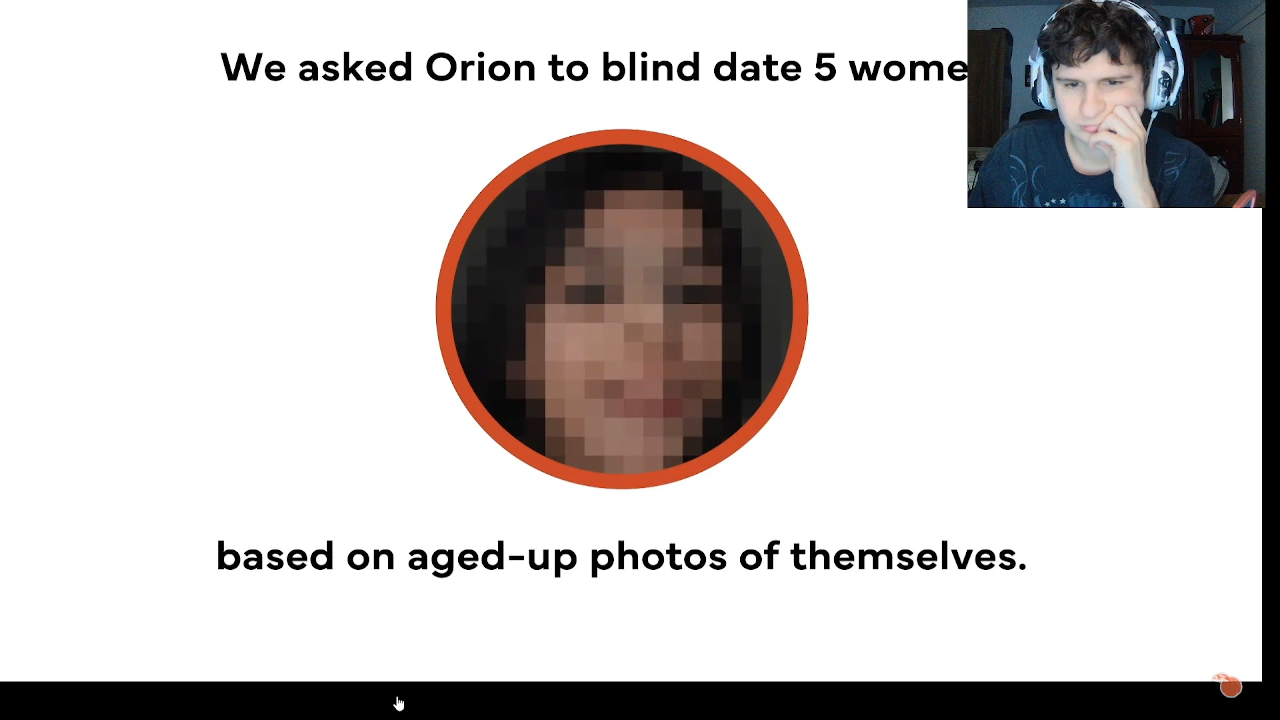 We asked Orion to blind date 5 wome
based on aged-up photos of themselves.